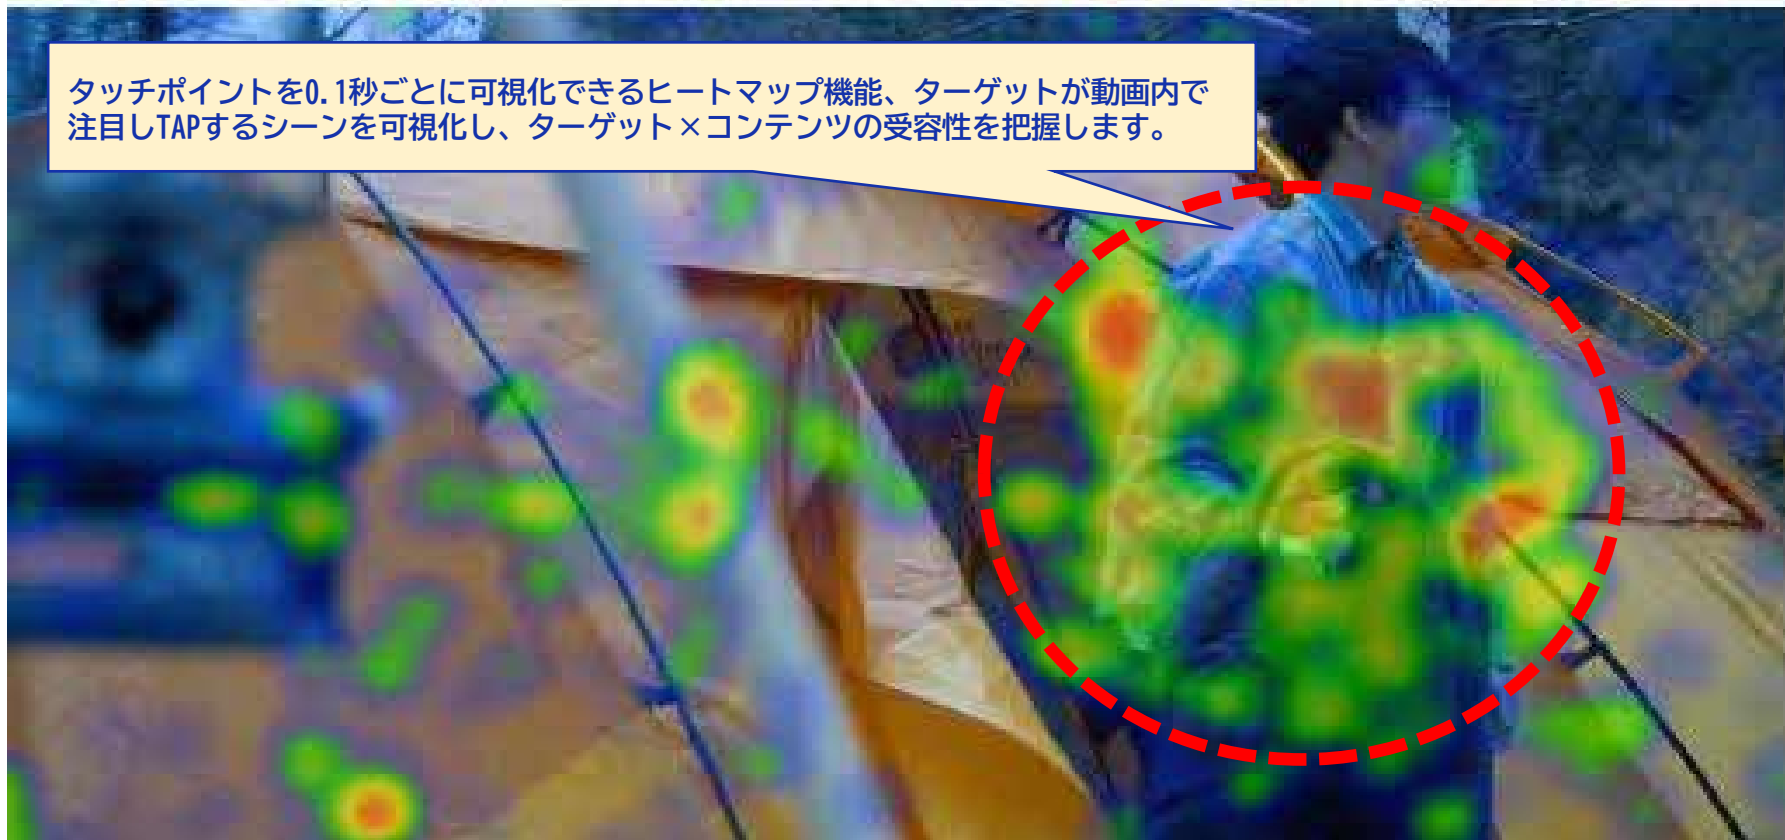 タッチポイントを0.1秒ごとに可視化できるヒートマップ機能、ターゲットが動画内で
注目しTAPするシーンを可視化し、ターゲット×コンテンツの受容性を把握します。